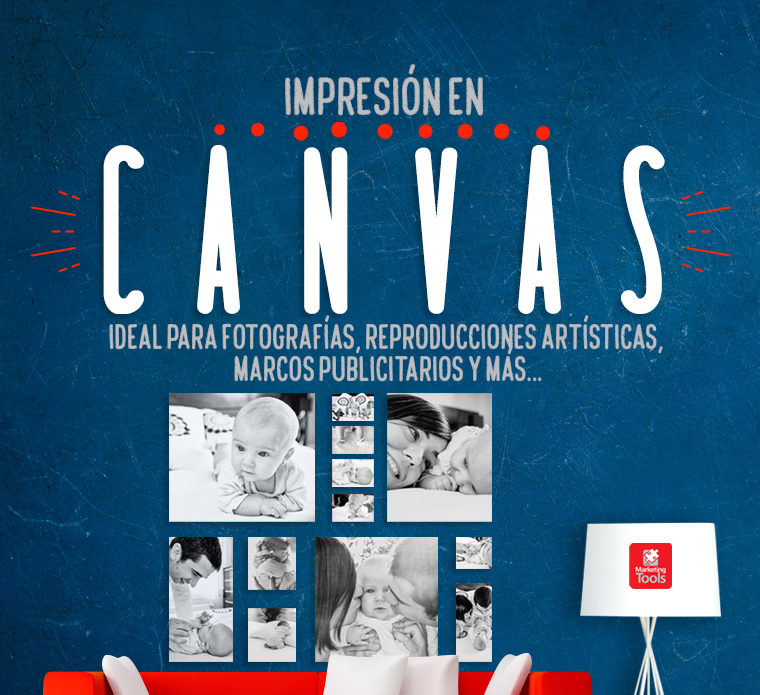 IMPRESIÓN EN
CANVAS
IDEAL PARA FOTOGRAFÍAS, REPRODUCCIONES ARTÍSTICAS,
MARCOS PUBLICITARIOS Y MÁS...
Marketing
Tools